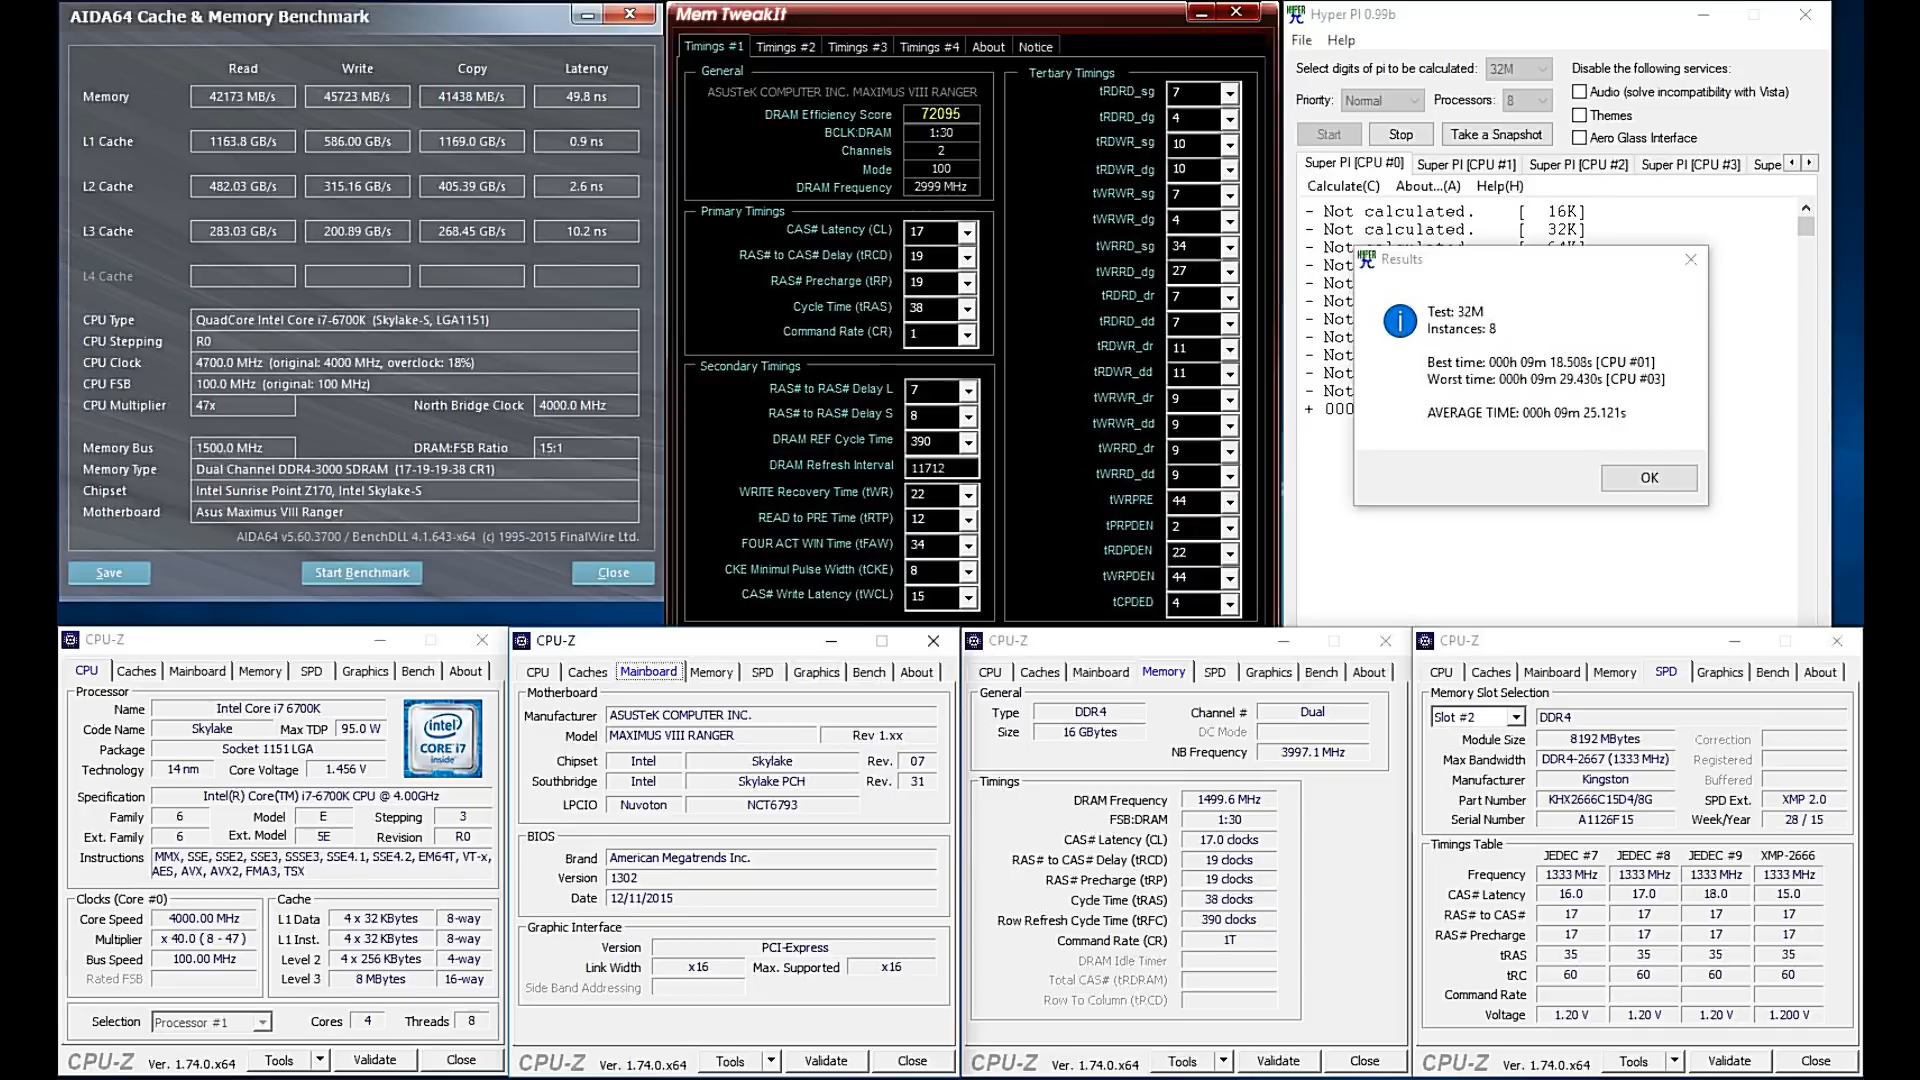 AIDA64 Cache & Memory Benchmark
Read Write Copy Latency
Memory 42173 MB/s 45723 MB/s 41438 MB/s 49.8 ns
L1 Cache 1163.8 GB/s 586.00 GB/s 1169.0 GB/s 0.9 ns
L2 Cache 482.03 GB/s 315.16 GB/s 405.39 GB/s 2.6 ns
L3 Cache 283.03 GB/s 200.89 GB/s 268.45 GB/s 10.2 ns
L4 Cache
CPU Type QuadCore Intel Core i7-6700K (Skylake-S, LGA1151)
CPU Stepping R0
CPU Clock 4700.0 MHz (original: 4000 MHz, overclock: 18%)
CPU FSB 100.0 MHz (original: 100 MHz)
CPU Multiplier 47x North Bridge Clock 4000.0 MHz
Memory Bus 1500.0 MHz DRAM:FSB Ratio 15:1
Memory Type Dual Channel DDR4-3000 SDRAM (17-19-19-38 CR1)
Chipset Intel Sunrise Point Z170, Intel Skylake-S
Motherboard Asus Maximus VIII Ranger
AIDA64 v5.60.3700 / BenchDLL 4.1.643-x64 (c) 1995-2015 FinalWire Ltd.
Save Start Benchmark Close
Mem TweakIt
Timings #1 Timings #2 Timings #3 Timings #4 About Notice
General
ASUSTeK COMPUTER INC. MAXIMUS VIII RANGER
DRAM Efficiency Score 72095
BCLK:DRAM 1:30
Channels 2
Mode 100
DRAM Frequency 2999 MHz
Primary Timings
CAS# Latency (CL) 17
RAS# to CAS# Delay (tRCD) 19
RAS# Precharge (tRP) 19
Cycle Time (tRAS) 38
Command Rate (CR) 1
Secondary Timings
RAS# to RAS# Delay L 7
RAS# to RAS# Delay S 8
DRAM REF Cycle Time 390
DRAM Refresh Interval 11712
WRITE Recovery Time (tWR) 22
READ to PRE Time (tRTP) 12
FOUR ACT WIN Time (tFAW) 34
CKE Minimul Pulse Width (tCKE) 8
CAS# Write Latency (tWCL) 15
Tertiary Timings
tRDRD_sg 7
tRDRD_dg 4
tRDWR_sg 10
tRDWR_dg 10
tWRWR_sg 7
tWRWR_dg 4
tWRRD_sg 34
tWRRD_dg 27
tRDRD_dr 7
tRDRD_dd 7
tRDWR_dr 11
tRDWR_dd 11
tWRWR_dr 9
tWRWR_dd 9
tWRRD_dr 9
tWRRD_dd 9
tWRPRE 44
tPRPDEN 2
tRDPDEN 22
tWRPDEN 44
tCPDED 4
HYPER π Hyper PI 0.99b
File Help
Select digits of pi to be calculated: 32M Disable the following services:
Priority: Normal Processors: 8 Audio (solve incompatibility with Vista)
Themes
Start Stop Take a Snapshot Aero Glass Interface
Super PI [CPU #0] Super PI [CPU #1] Super PI [CPU #2] Super PI [CPU #3] Supe
Calculate(C) About...(A) Help(H)
- Not calculated. [ 16K]
- Not calculated. [ 32K]
- Not
- Not
- Not
- Not
- Not
- Not
- Not
- Not
- Not
+ 000
HYPER π Results
Test: 32M
Instances: 8
Best time: 000h 09m 18.508s [CPU #01]
Worst time: 000h 09m 29.430s [CPU #03]
AVERAGE TIME: 000h 09m 25.121s
OK
CPU-Z
CPU Caches Mainboard Memory SPD Graphics Bench About
Processor
Name Intel Core i7 6700K
Code Name Skylake Max TDP 95.0 W
Package Socket 1151 LGA
Technology 14 nm Core Voltage 1.456 V
intel CORE i7 inside
Specification Intel(R) Core(TM) i7-6700K CPU @ 4.00GHz
Family 6 Model E Stepping 3
Ext. Family 6 Ext. Model 5E Revision R0
Instructions MMX, SSE, SSE2, SSE3, SSSE3, SSE4.1, SSE4.2, EM64T, VT-x,
AES, AVX, AVX2, FMA3, TSX
Clocks (Core #0) Cache
Core Speed 4000.00 MHz L1 Data 4 x 32 KBytes 8-way
Multiplier x 40.0 ( 8 - 47 ) L1 Inst. 4 x 32 KBytes 8-way
Bus Speed 100.00 MHz Level 2 4 x 256 KBytes 4-way
Rated FSB Level 3 8 MBytes 16-way
Selection Processor #1 Cores 4 Threads 8
CPU-Z Ver. 1.74.0.x64 Tools Validate Close
CPU-Z
CPU Caches Mainboard Memory SPD Graphics Bench About
Motherboard
Manufacturer ASUSTeK COMPUTER INC.
Model MAXIMUS VIII RANGER Rev 1.xx
Chipset Intel Skylake Rev. 07
Southbridge Intel Skylake PCH Rev. 31
LPCIO Nuvoton NCT6793
BIOS
Brand American Megatrends Inc.
Version 1302
Date 12/11/2015
Graphic Interface
Version PCI-Express
Link Width x16 Max. Supported x16
Side Band Addressing
CPU-Z Ver. 1.74.0.x64 Tools Validate Close
CPU-Z
CPU Caches Mainboard Memory SPD Graphics Bench About
General
Type DDR4 Channel # Dual
Size 16 GBytes DC Mode
NB Frequency 3997.1 MHz
Timings
DRAM Frequency 1499.6 MHz
FSB:DRAM 1:30
CAS# Latency (CL) 17.0 clocks
RAS# to CAS# Delay (tRCD) 19 clocks
RAS# Precharge (tRP) 19 clocks
Cycle Time (tRAS) 38 clocks
Row Refresh Cycle Time (tRFC) 390 clocks
Command Rate (CR) 1T
DRAM Idle Timer
Total CAS# (tRDRAM)
Row To Column (tRCD)
CPU-Z Ver. 1.74.0.x64 Tools Validate Close
CPU-Z
CPU Caches Mainboard Memory SPD Graphics Bench About
Memory Slot Selection
Slot #2 DDR4
Module Size 8192 MBytes Correction
Max Bandwidth DDR4-2667 (1333 MHz) Registered
Manufacturer Kingston Buffered
Part Number KHX2666C15D4/8G SPD Ext. XMP 2.0
Serial Number A1126F15 Week/Year 28 / 15
Timings Table
JEDEC #7 JEDEC #8 JEDEC #9 XMP-2666
Frequency 1333 MHz 1333 MHz 1333 MHz 1333 MHz
CAS# Latency 16.0 17.0 18.0 15.0
RAS# to CAS# 17 17 17 17
RAS# Precharge 17 17 17 17
tRAS 35 35 35 35
tRC 60 60 60 60
Command Rate
Voltage 1.20 V 1.20 V 1.20 V 1.200 V
CPU-Z Ver. 1.74.0.x64 Tools Validate Close